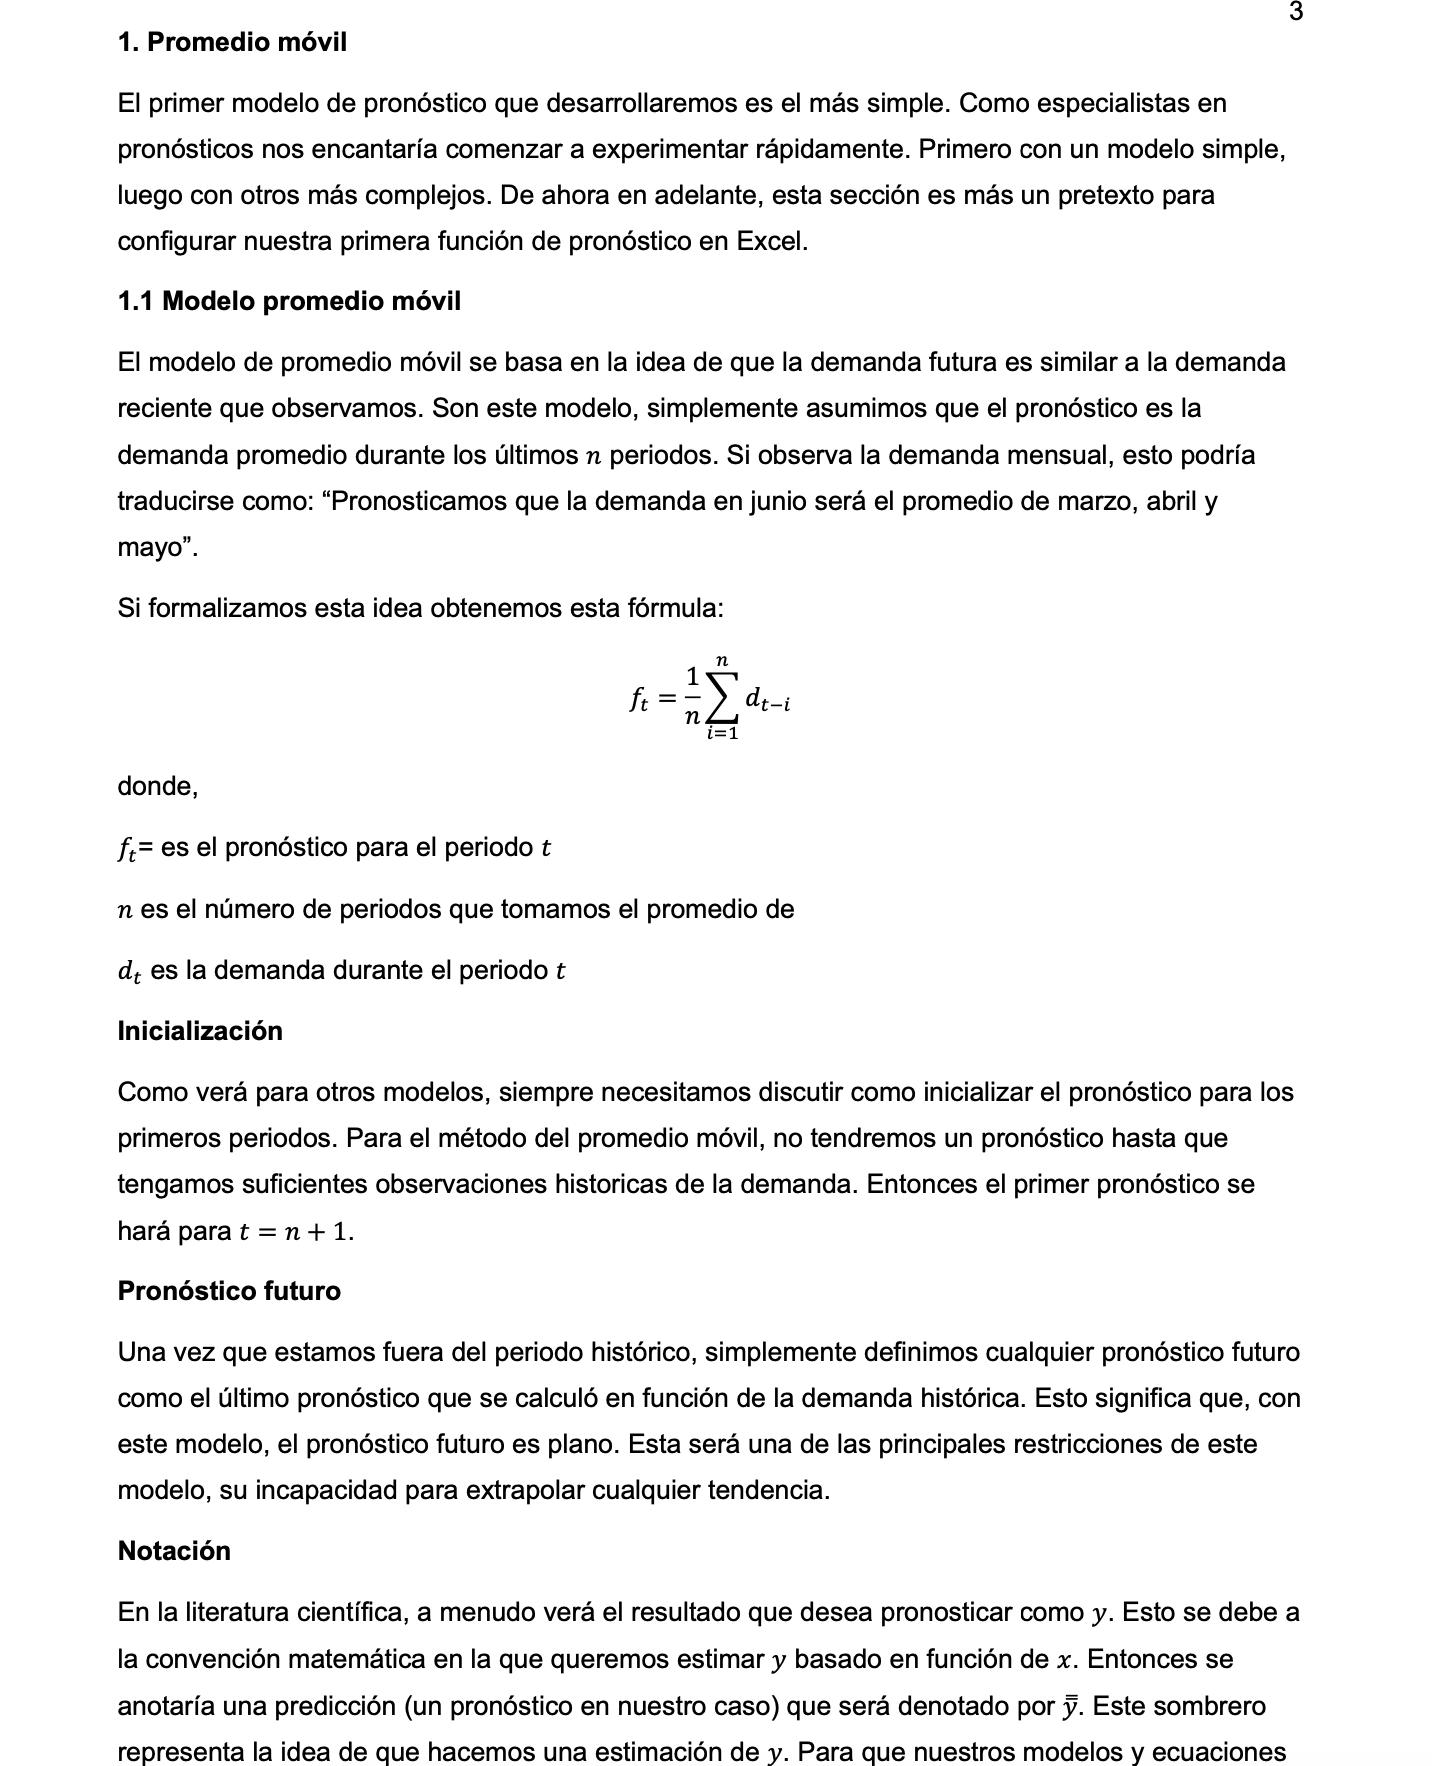 3
1. Promedio móvil
El primer modelo de pronóstico que desarrollaremos es el más simple. Como especialistas en
pronósticos nos encantaría comenzar a experimentar rápidamente. Primero con un modelo simple,
luego con otros más complejos. De ahora en adelante, esta sección es más un pretexto para
configurar nuestra primera función de pronóstico en Excel.
1.1 Modelo promedio móvil
El modelo de promedio móvil se basa en la idea de que la demanda futura es similar a la demanda
reciente que observamos. Son este modelo, simplemente asumimos que el pronóstico es la
demanda promedio durante los últimos n periodos. Si observa la demanda mensual, esto podría
traducirse como: “Pronosticamos que la demanda en junio será el promedio de marzo, abril y
mayo”.
Si formalizamos esta idea obtenemos esta fórmula:
f_t = \frac{1}{n} \sum_{i=1}^{n} d_{t-i}
donde,
f_t= es el pronóstico para el periodo t
n es el número de periodos que tomamos el promedio de
d_t es la demanda durante el periodo t
Inicialización
Como verá para otros modelos, siempre necesitamos discutir como inicializar el pronóstico para los
primeros periodos. Para el método del promedio móvil, no tendremos un pronóstico hasta que
tengamos suficientes observaciones historicas de la demanda. Entonces el primer pronóstico se
hará para t = n + 1.
Pronóstico futuro
Una vez que estamos fuera del periodo histórico, simplemente definimos cualquier pronóstico futuro
como el último pronóstico que se calculó en función de la demanda histórica. Esto significa que, con
este modelo, el pronóstico futuro es plano. Esta será una de las principales restricciones de este
modelo, su incapacidad para extrapolar cualquier tendencia.
Notación
En la literatura científica, a menudo verá el resultado que desea pronosticar como y. Esto se debe a
la convención matemática en la que queremos estimar y basado en función de x. Entonces se
anotaría una predicción (un pronóstico en nuestro caso) que será denotado por \bar{\bar{y}}. Este sombrero
representa la idea de que hacemos una estimación de y. Para que nuestros modelos y ecuaciones